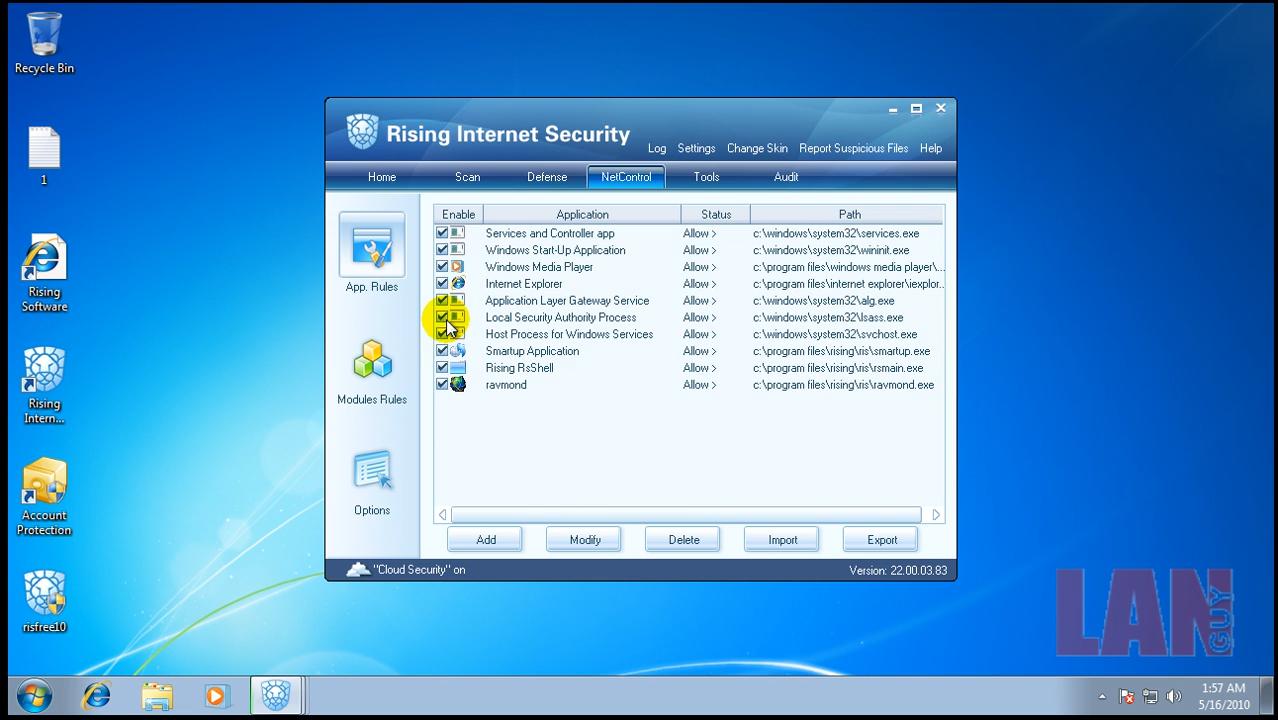 Recycle Bin
1
Rising
Software
Rising
Intern...
Account
Protection
risfree10
Rising Internet Security
Log Settings Change Skin Report Suspicious Files Help
Home Scan Defense NetControl Tools Audit
App. Rules
Modules Rules
Options
Enable Application Status Path
Services and Controller app Allow > c:\windows\system32\services.exe
Windows Start-Up Application Allow > c:\windows\system32\wininit.exe
Windows Media Player Allow > c:\program files\windows media player\...
Internet Explorer Allow > c:\program files\internet explorer\iexplor..
Application Layer Gateway Service Allow > c:\windows\system32\alg.exe
Local Security Authority Process Allow > c:\windows\system32\lsass.exe
Host Process for Windows Services Allow > c:\windows\system32\svchost.exe
Smartup Application Allow > c:\program files\rising\ris\smartup.exe
Rising RsShell Allow > c:\program files\rising\ris\rsmain.exe
ravmond Allow > c:\program files\rising\ris\ravmond.exe
Add Modify Delete Import Export
"Cloud Security" on Version: 22.00.03.83
LAN GUY
1:57 AM
5/16/2010